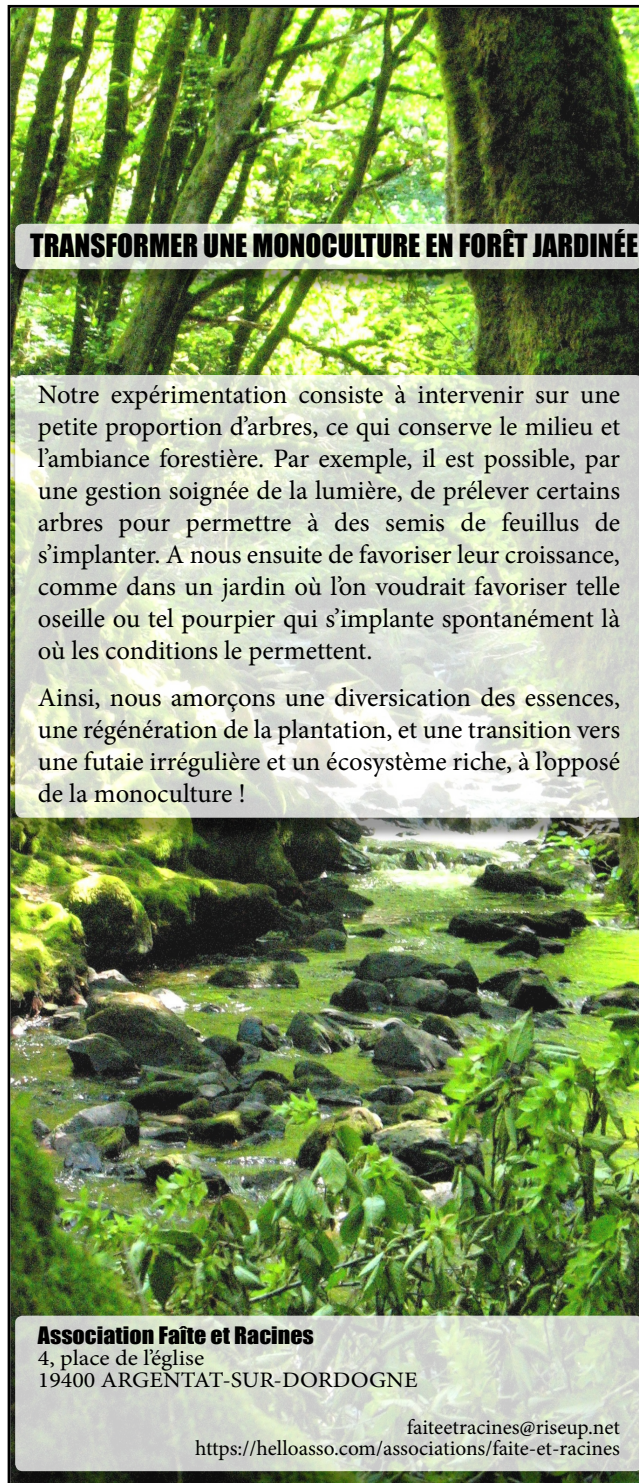 TRANSFORMER UNE MONOCULTURE EN FORÊT JARDINÉE
Notre expérimentation consiste à intervenir sur une
petite proportion d'arbres, ce qui conserve le milieu et
l'ambiance forestière. Par exemple, il est possible, par
une gestion soignée de la lumière, de prélever certains
arbres pour permettre à des semis de feuillus de
s'implanter. A nous ensuite de favoriser leur croissance,
comme dans un jardin où l'on voudrait favoriser telle
oseille ou tel pourpier qui s'implante spontanément là
où les conditions le permettent.
Ainsi, nous amorçons une diversication des essences,
une régénération de la plantation, et une transition vers
une futaie irrégulière et un écosystème riche, à l'opposé
de la monoculture !
Association Faîte et Racines
4, place de l'église
19400 ARGENTAT-SUR-DORDOGNE
faiteetracines@riseup.net
https://helloasso.com/associations/faite-et-racines